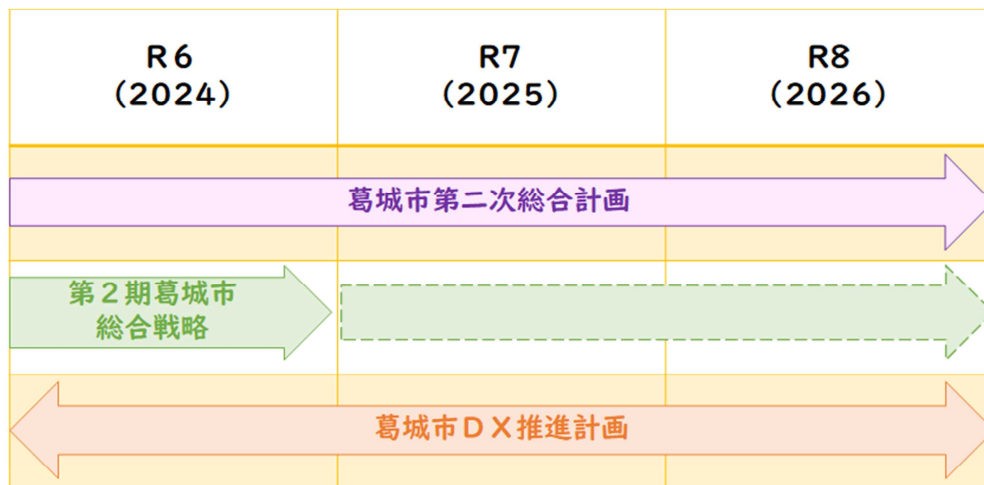 R6
(2024)
R7
(2025)
R8
(2026)
葛城市第二次総合計画
第２期葛城市
総合戦略
葛城市ＤＸ推進計画